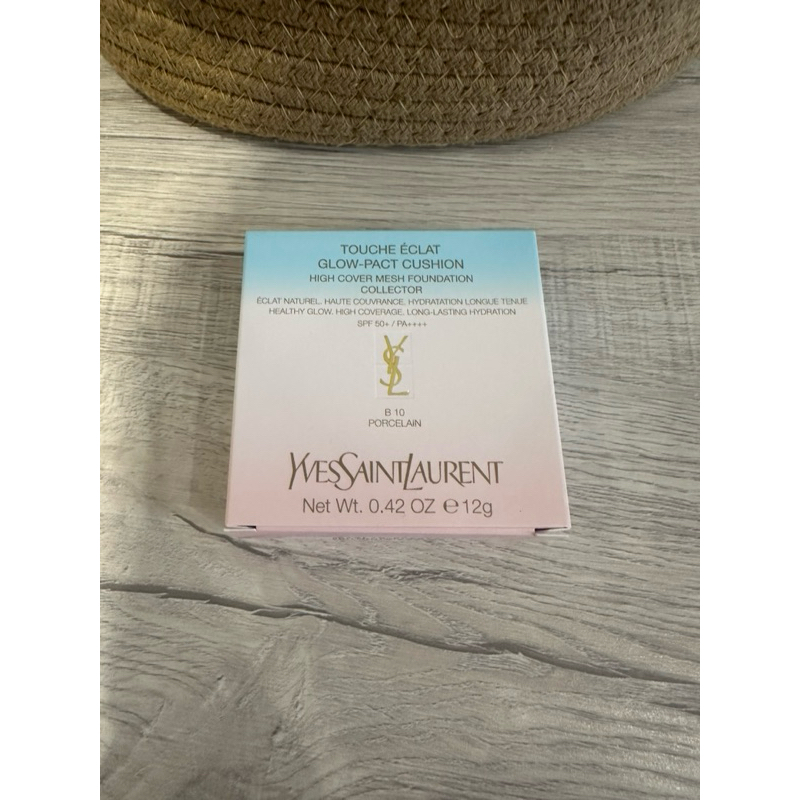 TOUCHE ÉCLAT
GLOW-PACT CUSHION
HIGH COVER MESH FOUNDATION
COLLECTOR
ÉCLAT NATUREL. HAUTE COUVRANCE. HYDRATATION LONGUE TENUE
HEALTHY GLOW. HIGH COVERAGE. LONG-LASTING HYDRATION
SPF 50+ / PA++++
YSL
B 10
PORCELAIN
YVESSAINTLAURENT
Net Wt. 0.42 OZ ℮12g